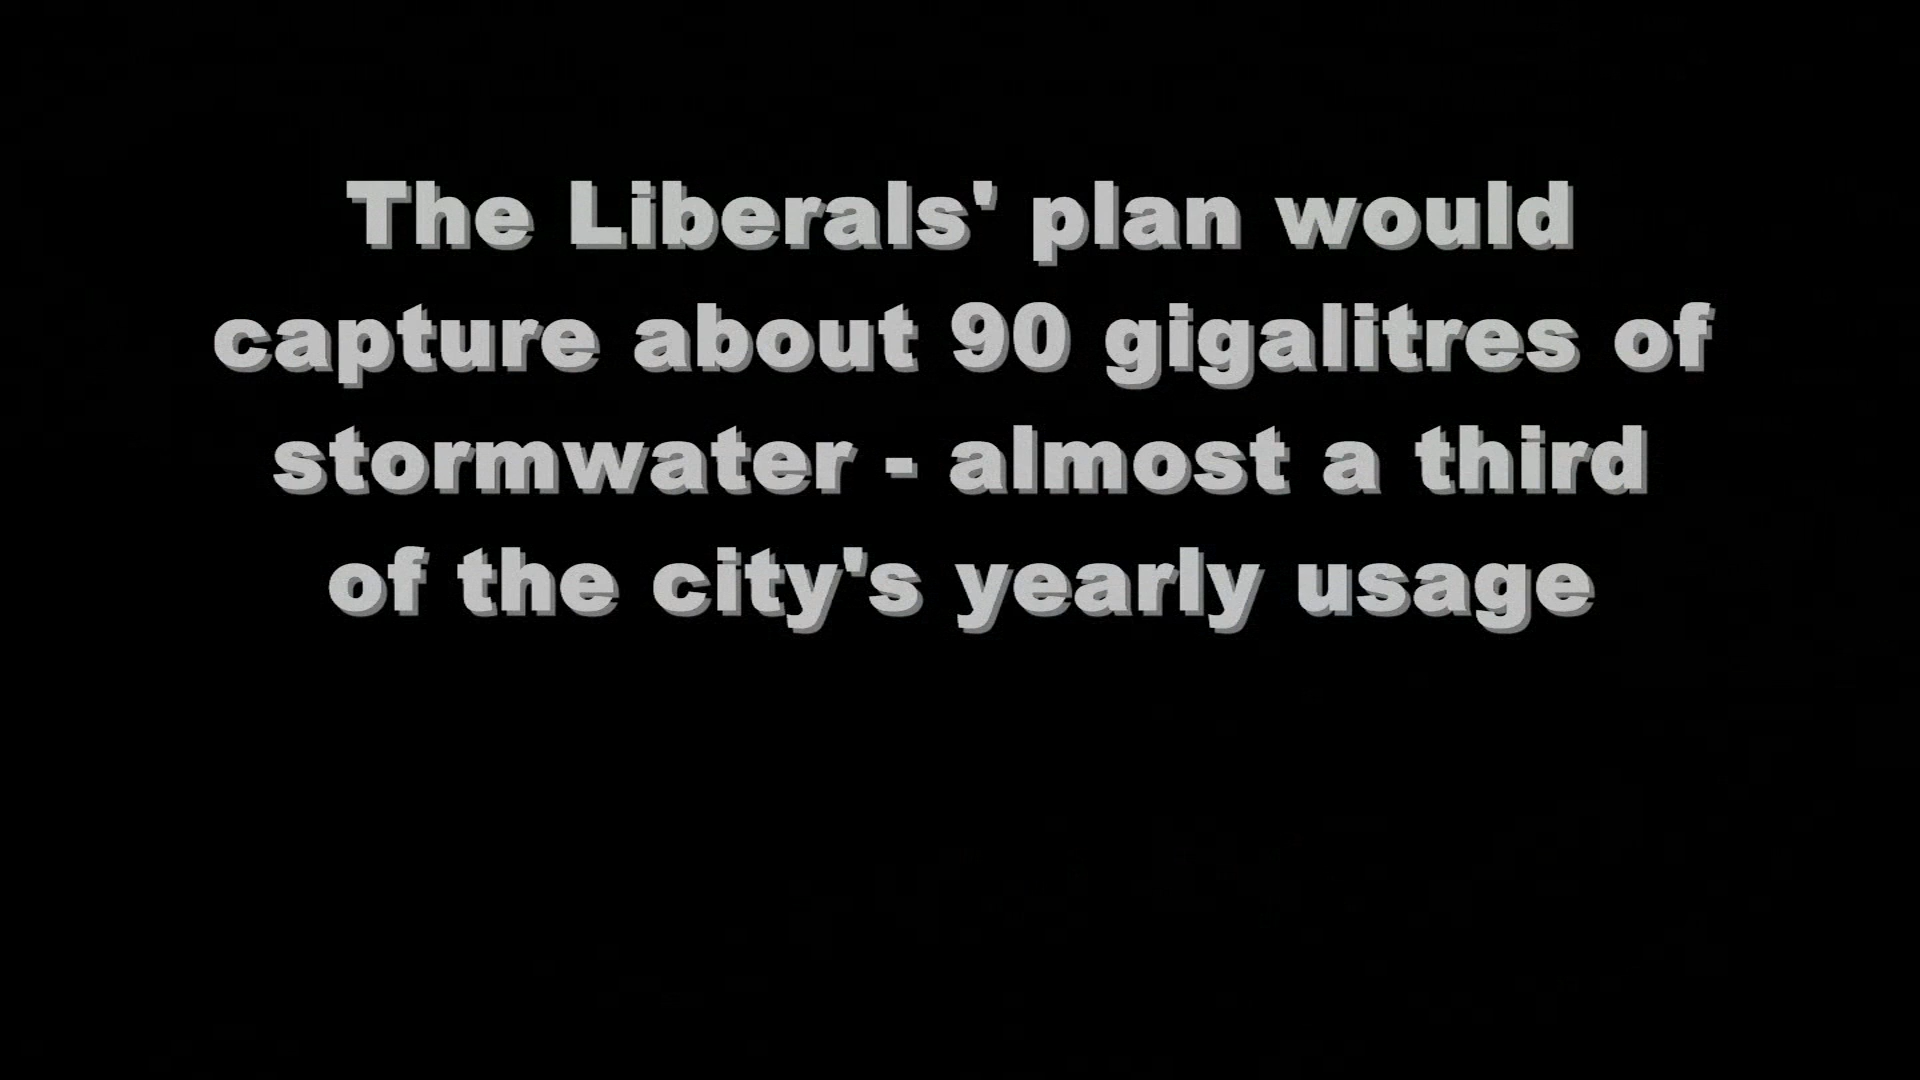 The Liberals' plan would
capture about 90 gigalitres of
stormwater - almost a third
of the city's yearly usage